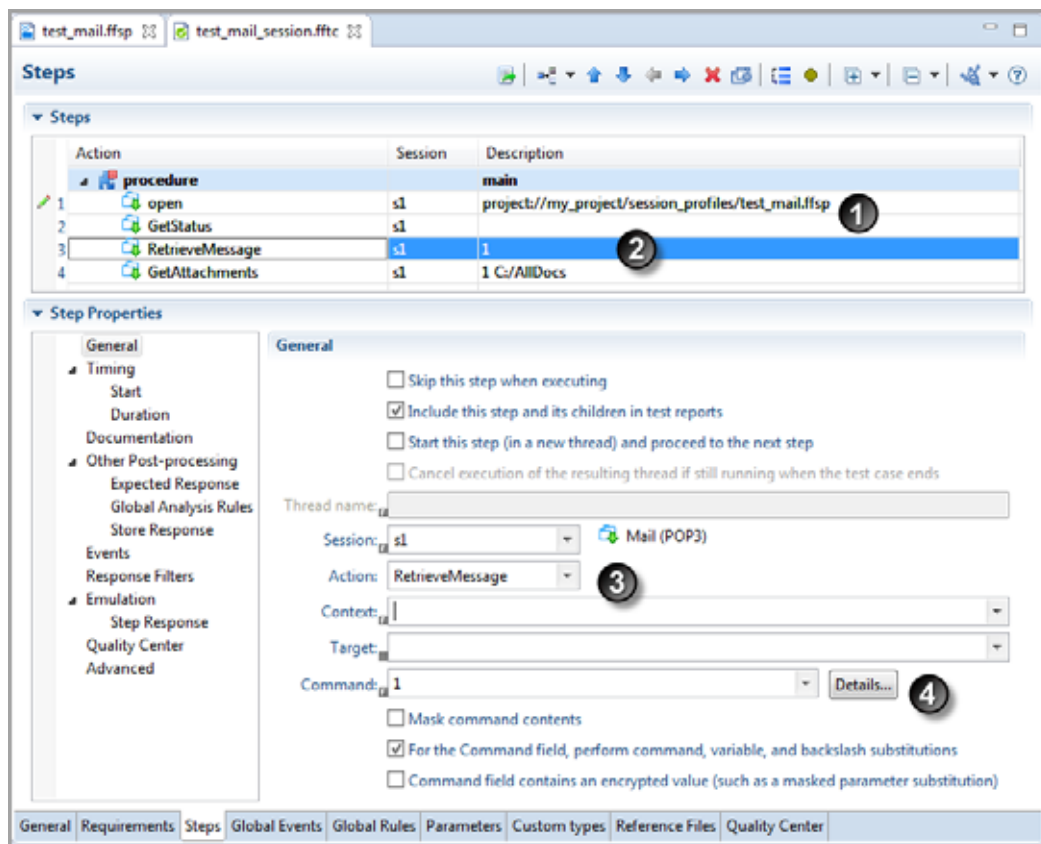 test_mail.ffsp test_mail_session.fftc
Steps
Steps
Action Session Description
procedure main
1 open s1 project://my_project/session_profiles/test_mail.ffsp 1
2 GetStatus s1
3 RetrieveMessage s1 1 2
4 GetAttachments s1 1 C:/AllDocs
Step Properties
General General
Timing Skip this step when executing
Start
Duration Include this step and its children in test reports
Documentation Start this step (in a new thread) and proceed to the next step
Other Post-processing
Expected Response Cancel execution of the resulting thread if still running when the test case ends
Global Analysis Rules Thread name:
Store Response Session: s1 Mail (POP3)
Events
Response Filters Action: RetrieveMessage 3
Emulation
Step Response Context:
Quality Center Target:
Advanced
Command: 1 Details... 4
Mask command contents
For the Command field, perform command, variable, and backslash substitutions
Command field contains an encrypted value (such as a masked parameter substitution)
General Requirements Steps Global Events Global Rules Parameters Custom types Reference Files Quality Center